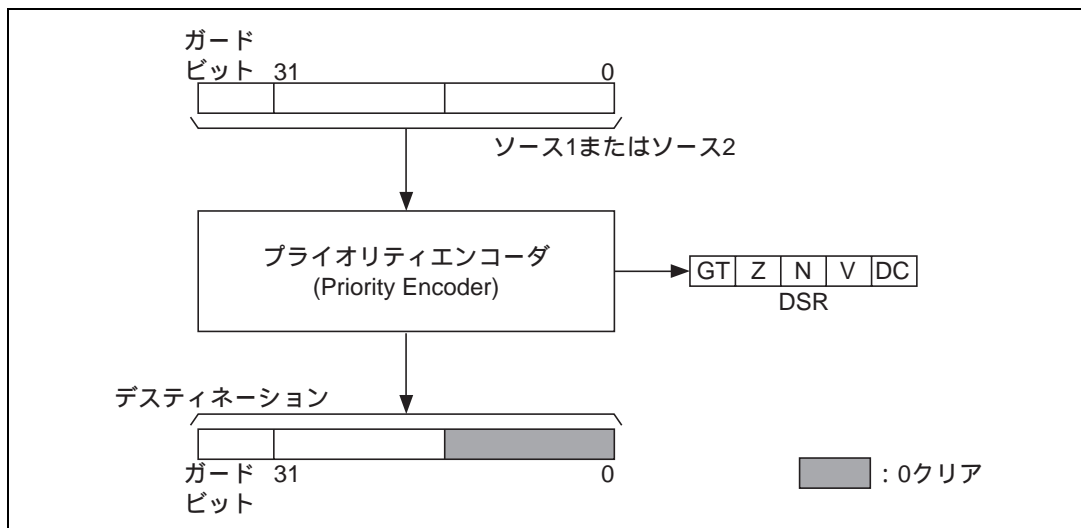 ガード
ビット 31 0
ソース1またはソース2
プライオリティエンコーダ
(Priority Encoder)
GT Z N V DC
DSR
デスティネーション
ガード 31 0
ビット
:0クリア